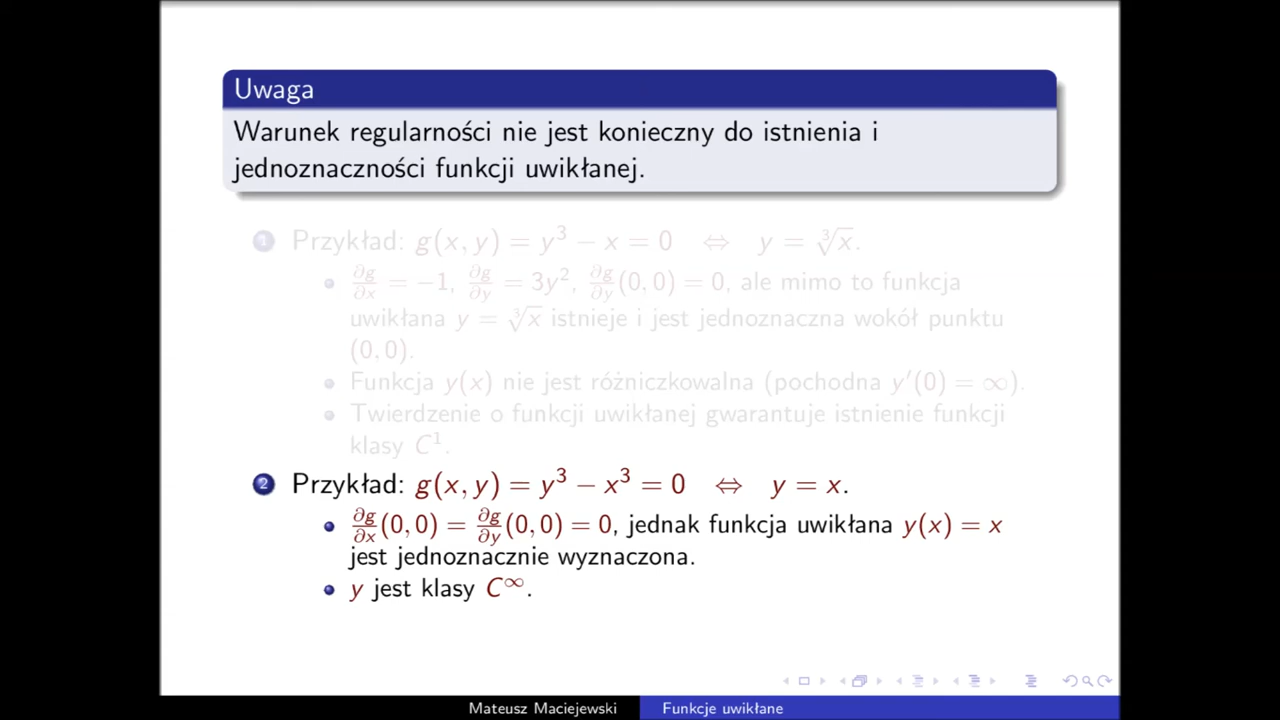 Uwaga
Warunek regularności nie jest konieczny do istnienia i
jednoznaczności funkcji uwikłanej.
1 Przykład: g(x, y) = y³ − x = 0 ⇔ y = ∛x.
∂g/∂x = −1, ∂g/∂y = 3y², ∂g/∂y(0, 0) = 0, ale mimo to funkcja
uwikłana y = ∛x istnieje i jest jednoznaczna wokół punktu
(0, 0).
Funkcja y(x) nie jest różniczkowalna (pochodna y′(0) = ∞).
Twierdzenie o funkcji uwikłanej gwarantuje istnienie funkcji
klasy C¹.
2 Przykład: g(x, y) = y³ − x³ = 0 ⇔ y = x.
∂g/∂x(0, 0) = ∂g/∂y(0, 0) = 0, jednak funkcja uwikłana y(x) = x
jest jednoznacznie wyznaczona.
y jest klasy C^∞.
Mateusz Maciejewski Funkcje uwikłane